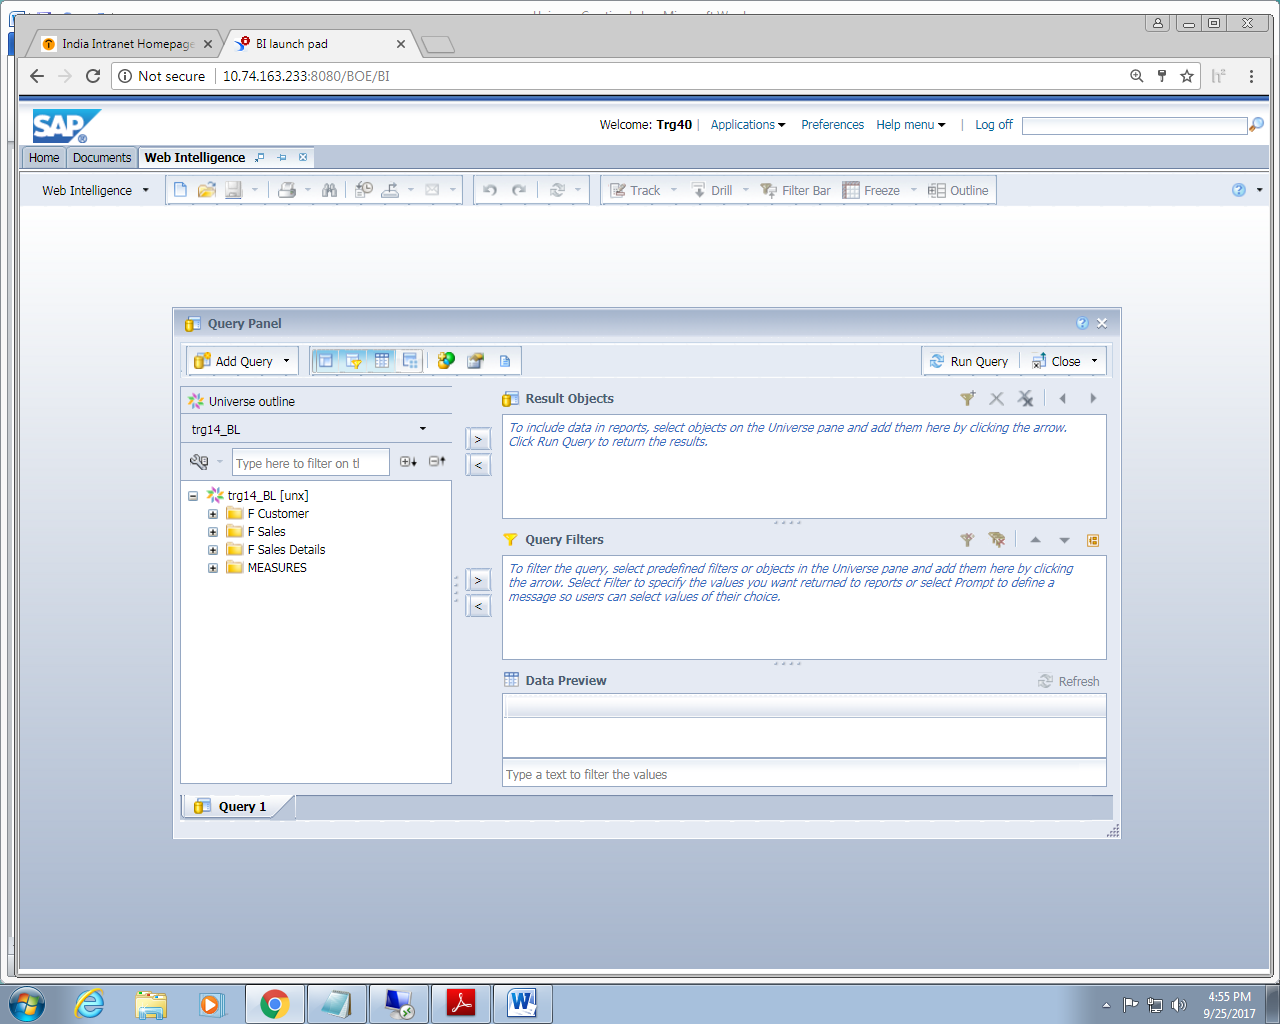 India Intranet Homepage
BI launch pad
Not secure
10.74.163.233:8080/BOE/BI
SAP
Welcome: Trg40
Applications
Preferences
Help menu
Log off
Home
Documents
Web Intelligence
Web Intelligence
Track
Drill
Filter Bar
Freeze
Outline
Query Panel
Add Query
Run Query
Close
Universe outline
trg14_BL
Type here to filter on tl
trg14_BL [unx]
F Customer
F Sales
F Sales Details
MEASURES
Result Objects
To include data in reports, select objects on the Universe pane and add them here by clicking the arrow.
Click Run Query to return the results.
Query Filters
To filter the query, select predefined filters or objects in the Universe pane and add them here by clicking
the arrow. Select Filter to specify the values you want returned to reports or select Prompt to define a
message so users can select values of their choice.
Data Preview
Refresh
Type a text to filter the values
Query 1
4:55 PM
9/25/2017